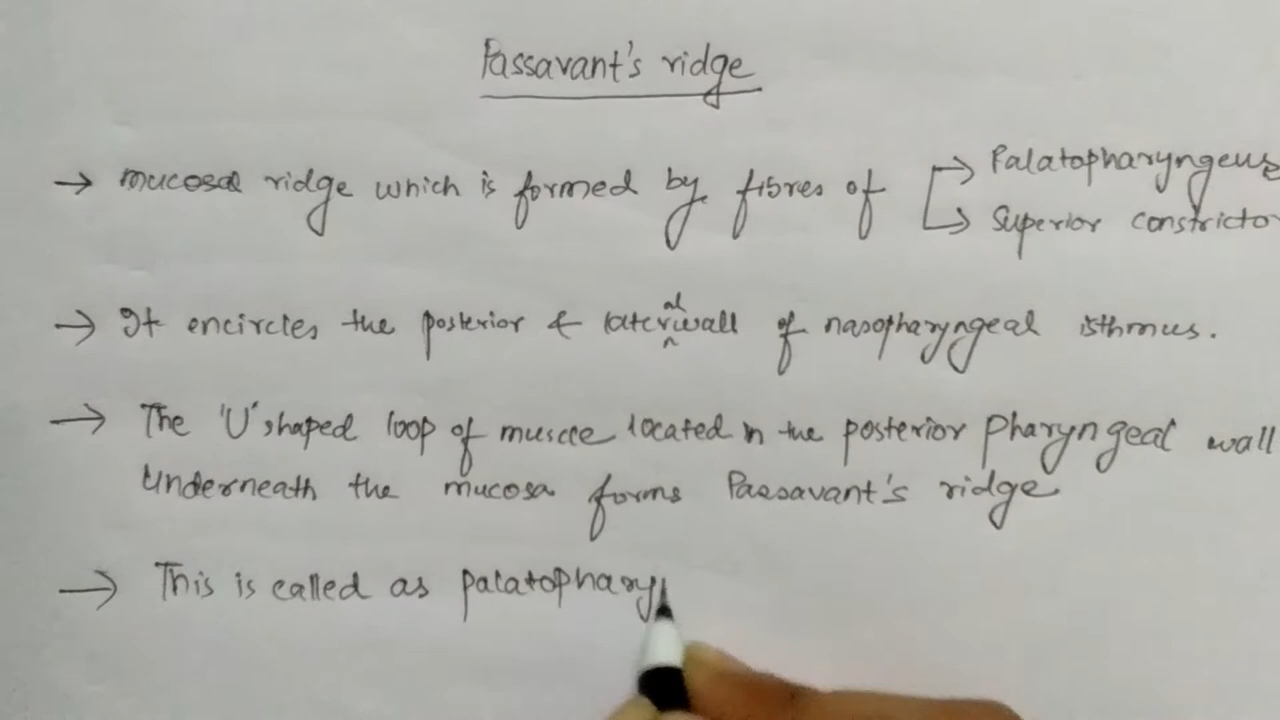 Passavant's ridge
→ mucosal ridge which is formed by fibres of → Palatopharyngeus
→ Superior constrictor
→ It encircles the posterior & lateral wall of nasopharyngeal isthmus.
→ The 'U' shaped loop of muscle located in the posterior pharyngeal wall
underneath the mucosa forms Passavant's ridge
→ This is called as palatophary